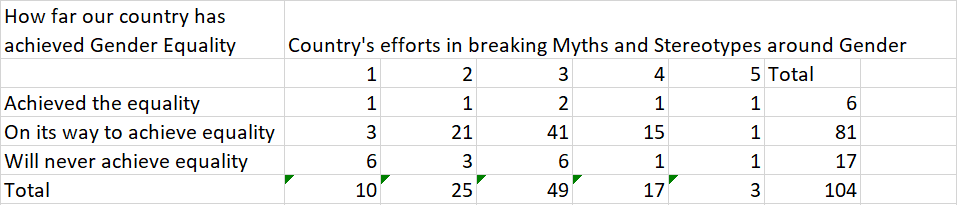 How far our country has
achieved Gender Equality Country's efforts in breaking Myths and Stereotypes around Gender
1 2 3 4 5 Total
Achieved the equality 1 1 2 1 1 6
On its way to achieve equality 3 21 41 15 1 81
Will never achieve equality 6 3 6 1 1 17
Total 10 25 49 17 3 104